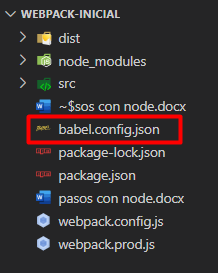 WEBPACK-INICIAL
dist
node_modules
src
~$sos con node.docx
babel.config.json
package-lock.json
package.json
pasos con node.docx
webpack.config.js
webpack.prod.js